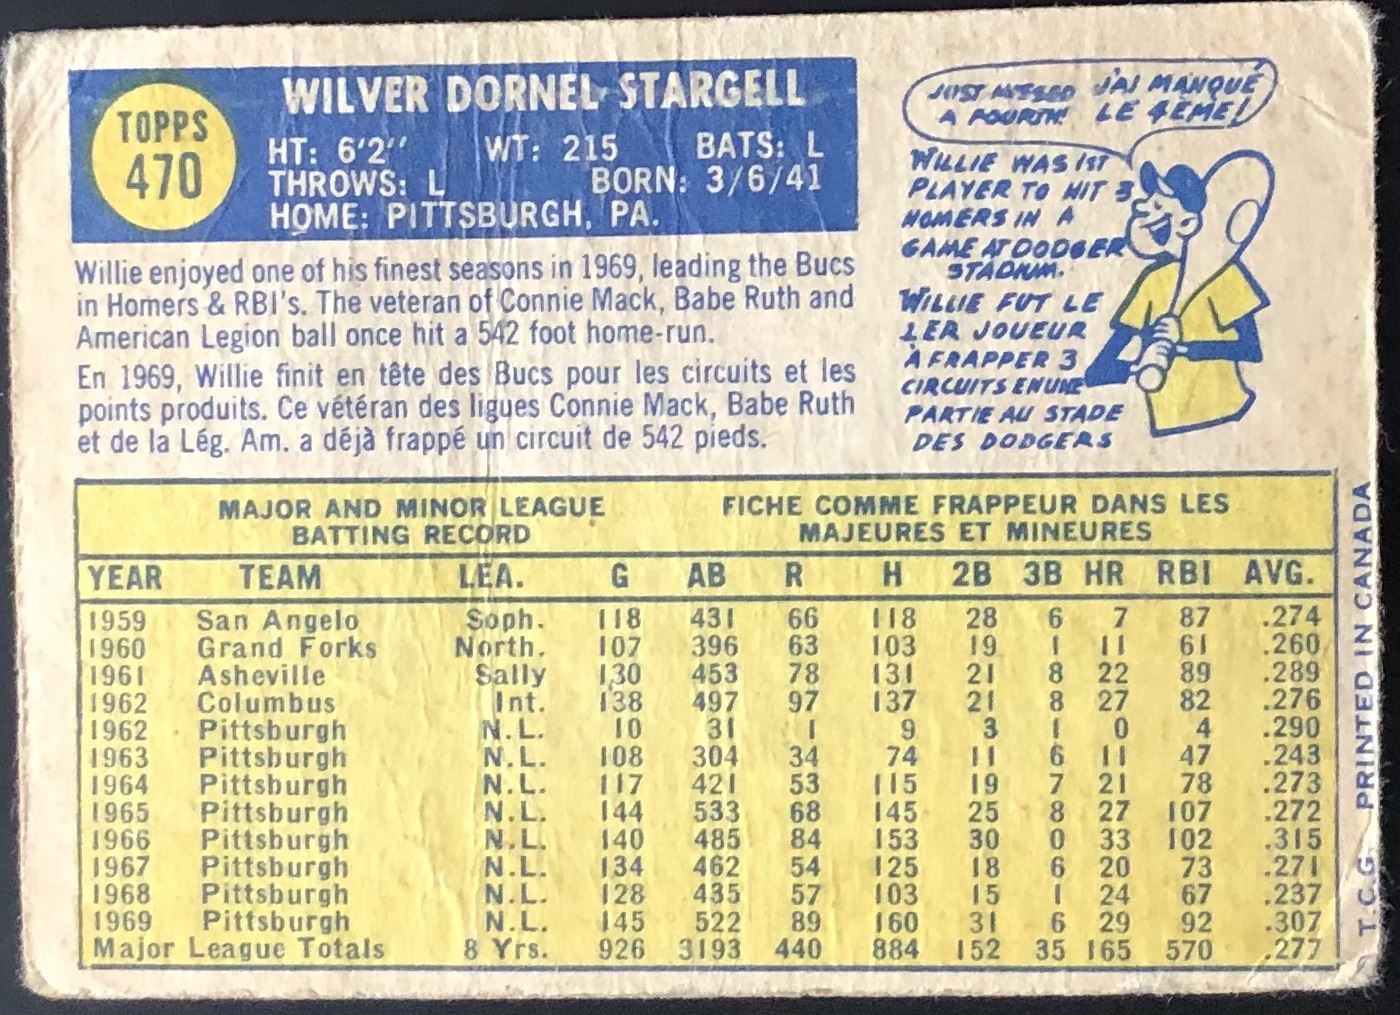 TOPPS
470
WILVER DORNEL STARGELL
HT: 6'2" WT: 215 BATS: L
THROWS: L BORN: 3/6/41
HOME: PITTSBURGH, PA.
Willie enjoyed one of his finest seasons in 1969, leading the Bucs
in Homers & RBI's. The veteran of Connie Mack, Babe Ruth and
American Legion ball once hit a 542 foot home-run.
En 1969, Willie finit en tête des Bucs pour les circuits et les
points produits. Ce vétéran des ligues Connie Mack, Babe Ruth
et de la Lég. Am. a déjà frappé un circuit de 542 pieds.
JUST MISSED
A FOURTH!
J'AI MANQUÉ
LE 4EME!
WILLIE WAS 1ST
PLAYER TO HIT 3
HOMERS IN A
GAME AT DODGER
STADIUM.
WILLIE FUT LE
1ER JOUEUR
À FRAPPER 3
CIRCUITS EN UNE
PARTIE AU STADE
DES DODGERS
MAJOR AND MINOR LEAGUE
BATTING RECORD
FICHE COMME FRAPPEUR DANS LES
MAJEURES ET MINEURES
YEAR TEAM LEA. G AB R H 2B 3B HR RBI AVG.
1959 San Angelo Soph. 118 431 66 118 28 6 7 87 .274
1960 Grand Forks North. 107 396 63 103 19 1 11 61 .260
1961 Asheville Sally 130 453 78 131 21 8 22 89 .289
1962 Columbus Int. 138 497 97 137 21 8 27 82 .276
1962 Pittsburgh N.L. 10 31 1 9 3 1 0 4 .290
1963 Pittsburgh N.L. 108 304 34 74 11 6 11 47 .243
1964 Pittsburgh N.L. 117 421 53 115 19 7 21 78 .273
1965 Pittsburgh N.L. 144 533 68 145 25 8 27 107 .272
1966 Pittsburgh N.L. 140 485 84 153 30 0 33 102 .315
1967 Pittsburgh N.L. 134 462 54 125 18 6 20 73 .271
1968 Pittsburgh N.L. 128 435 57 103 15 1 24 67 .237
1969 Pittsburgh N.L. 145 522 89 160 31 6 29 92 .307
Major League Totals 8 Yrs. 926 3193 440 884 152 35 165 570 .277
T.C.G. PRINTED IN CANADA